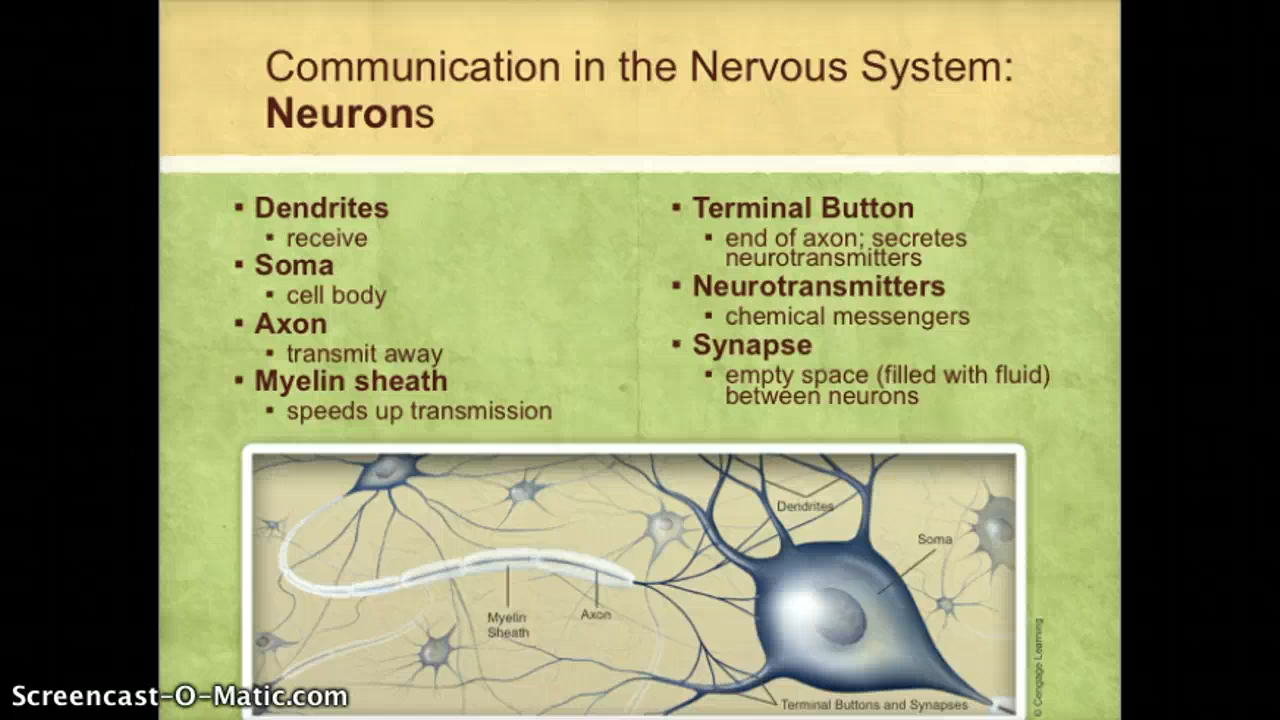 Communication in the Nervous System:
Neurons
▪ Dendrites
▪ receive
▪ Soma
▪ cell body
▪ Axon
▪ transmit away
▪ Myelin sheath
▪ speeds up transmission
▪ Terminal Button
▪ end of axon; secretes
neurotransmitters
▪ Neurotransmitters
▪ chemical messengers
▪ Synapse
▪ empty space (filled with fluid)
between neurons
Dendrites
Soma
Myelin
Sheath
Axon
Terminal Buttons and Synapses
© Cengage Learning
Screencast-O-Matic.com